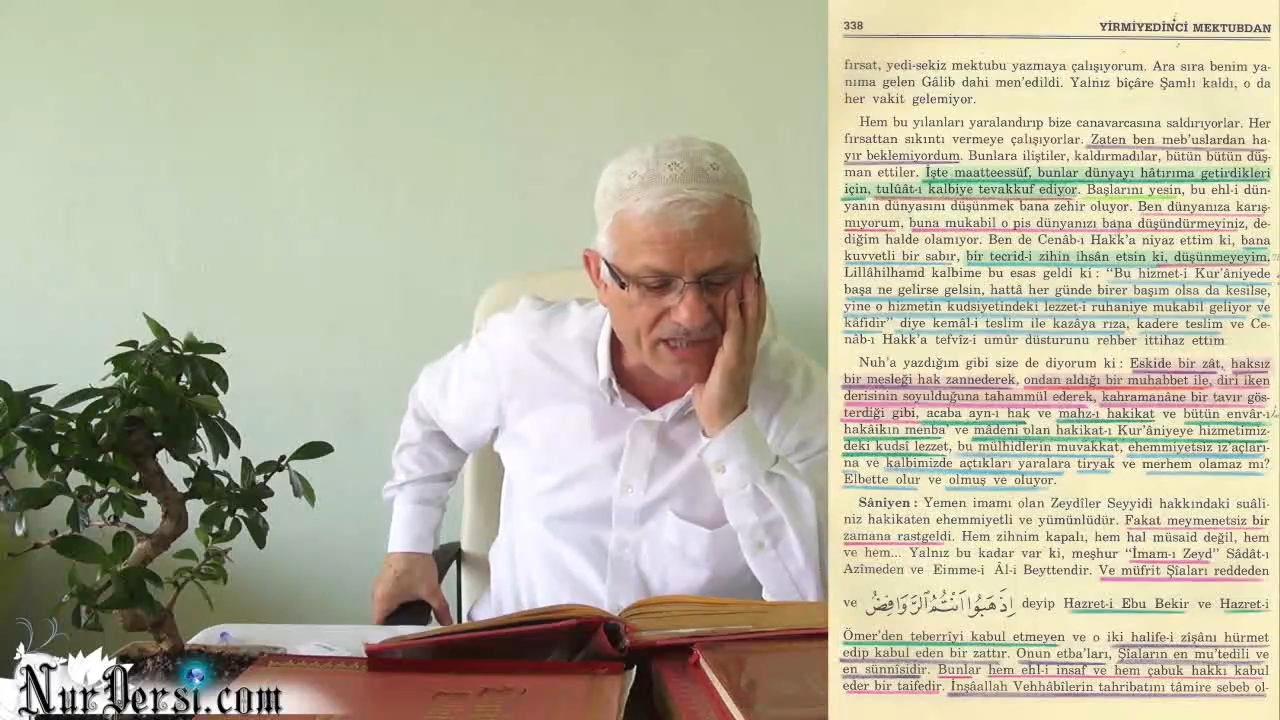 338
YİRMİYEDİNCİ MEKTUBDAN
fırsat, yedi-sekiz mektubu yazmaya çalışıyorum. Ara sıra benim ya-
nıma gelen Gâlib dahi men'edildi. Yalnız bîçâre Şamlı kaldı, o da
her vakit gelemiyor.
Hem bu yılanları yaralandırıp bize canavarcasına saldırıyorlar. Her
fırsattan sıkıntı vermeye çalışıyorlar. Zaten ben meb'uslardan ha-
yır beklemiyordum. Bunlara iliştiler, kaldırmadılar, bütün bütün düş-
man ettiler. İşte maatteessüf, bunlar dünyayı hâtırıma getirdikleri
için, tulûât-ı kalbiye tevakkuf ediyor. Başlarını yesin, bu ehl-i dün-
yanın dünyasını düşünmek bana zehir oluyor. Ben dünyanıza karış-
mıyorum, buna mukabil o pis dünyanızı bana düşündürmeyiniz, de-
diğim halde olamıyor. Ben de Cenâb-ı Hakk'a niyaz ettim ki, bana
kuvvetli bir sabır, bir tecrid-i zihin ihsân etsin ki, düşünmeyeyim.
Lillâhilhamd kalbime bu esas geldi ki : "Bu hizmet-i Kur'âniyede
başa ne gelirse gelsin, hattâ her günde birer başım olsa da kesilse,
yine o hizmetin kudsiyetindeki lezzet-i ruhaniye mukabil geliyor ve
kâfidir" diye kemâl-i teslim ile kazâya rıza, kadere teslim ve Ce-
nâb-ı Hakk'a tefvîz-i umûr düsturunu rehber ittihaz ettim
Nuh'a yazdığım gibi size de diyorum ki : Eskide bir zât, haksız
bir mesleği hak zannederek, ondan aldığı bir muhabbet ile, diri iken
derisinin soyulduğuna tahammül ederek, kahramanâne bir tavır gös-
terdiği gibi, acaba ayn-ı hak ve mahz-ı hakikat ve bütün envâr-ı
hakâikın menba' ve mâdeni olan hakikat-ı Kur'âniyeye hizmetimiz-
deki kudsî lezzet, bu mülhidlerin muvakkat, ehemmiyetsiz iz'açları-
na ve kalbimizde açtıkları yaralara tiryak ve merhem olamaz mı?
Elbette olur ve olmuş ve oluyor.
Sâniyen : Yemen imamı olan Zeydîler Seyyidi hakkındaki suâli-
niz hakikaten ehemmiyetli ve yümünlüdür. Fakat meymenetsiz bir
zamana rastgeldi. Hem zihnim kapalı, hem hal müsaid değil, hem
ve hem... Yalnız bu kadar var ki, meşhur "İmam-ı Zeyd" Sâdât-ı
Azîmeden ve Eimme-i Âl-i Beyttendir. Ve müfrit Şîaları reddeden
ve اِذْهَبُوا اَنْتُمُ الرَّوَافِضُ deyip Hazret-i Ebu Bekir ve Hazret-i
Ömer'den teberrîyi kabul etmeyen ve o iki halife-i zîşânı hürmet
edip kabul eden bir zattır. Onun etba'ları, Şîaların en mu'tedili ve
en sünnîsidir. Bunlar hem ehl-i insaf ve hem çabuk hakkı kabul
eder bir taifedir. İnşâallah Vehhâbîlerin tahribatını tâmire sebeb ol-
NurDersi.com